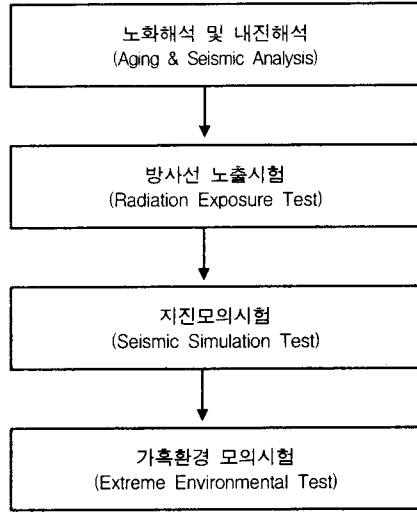 노화해석 및 내진해석
(Aging & Seismic Analysis)
방사선 노출시험
(Radiation Exposure Test)
지진모의시험
(Seismic Simulation Test)
가혹환경 모의시험
(Extreme Environmental Test)